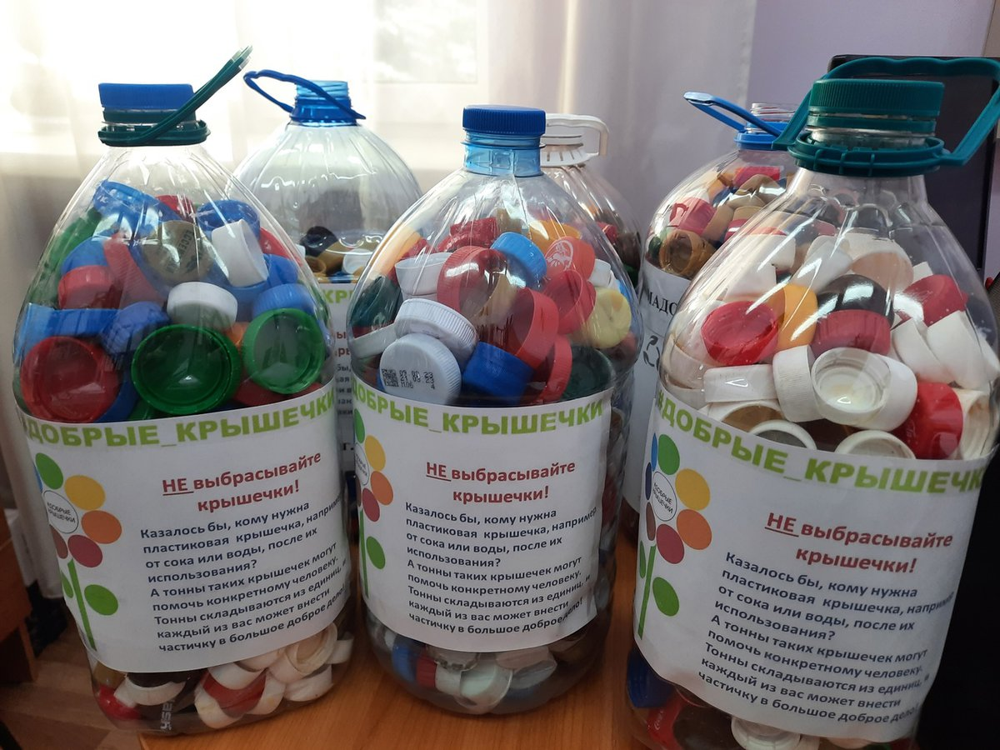 #ДОБРЫЕ_КРЫШЕЧКИ
#ДОБРЫЕ
КРЫШЕЧКИ
НЕ выбрасывайте
крышечки!
Казалось бы, кому нужна
пластиковая крышечка, например
от сока или воды, после их
использования?
А тонны таких крышечек могут
помочь конкретному человеку.
Тонны складываются из единиц, и
каждый из вас может внести
частичку в большое доброе дело!
ДОБРЫЕ_КРЫШЕЧКИ
НЕ выбрасывайте
крышечки!
Казалось бы, кому нужна
пластиковая крышечка, например
от сока или воды, после их
использования?
А тонны таких крышечек могут
помочь конкретному человеку.
Тонны складываются из единиц, и
каждый из вас может внести
частичку в большое доброе дело!
#ДОБРЫЕ_КРЫШЕЧК
#ДОБРЫЕ
КРЫШЕЧКИ
НЕ выбрасывайте
крышечки!
Казалось бы, кому нужна
пластиковая крышечка, наприме
от сока или воды, после их
использования?
А тонны таких крышечек могут
помочь конкретному человеку.
Тонны складываются из единиц, и
каждый из вас может внести
частичку в большое доброе дело!
МАДО